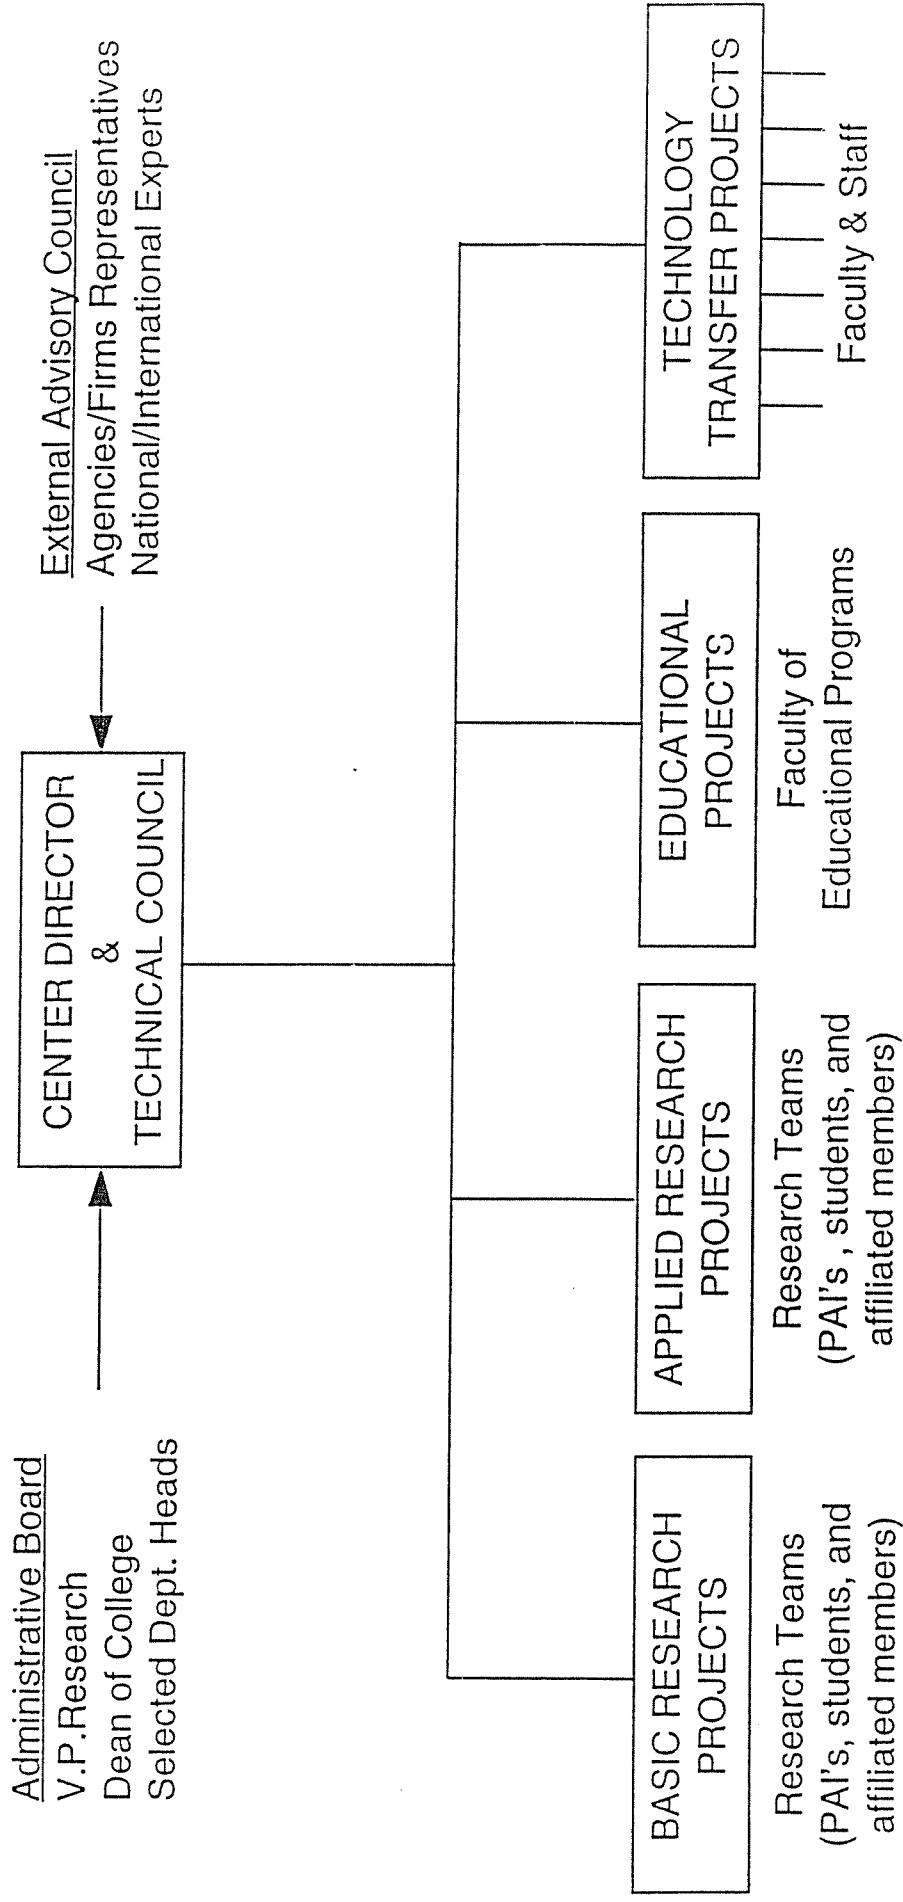 Administrative Board
V.P.Research
Dean of College
Selected Dept. Heads
CENTER DIRECTOR
&
TECHNICAL COUNCIL
External Advisory Council
Agencies/Firms Representatives
National/International Experts
BASIC RESEARCH
PROJECTS
Research Teams
(PAI's, students, and
affiliated members)
APPLIED RESEARCH
PROJECTS
Research Teams
(PAI's , students, and
affiliated members)
EDUCATIONAL
PROJECTS
Faculty of
Educational Programs
TECHNOLOGY
TRANSFER PROJECTS
Faculty & Staff